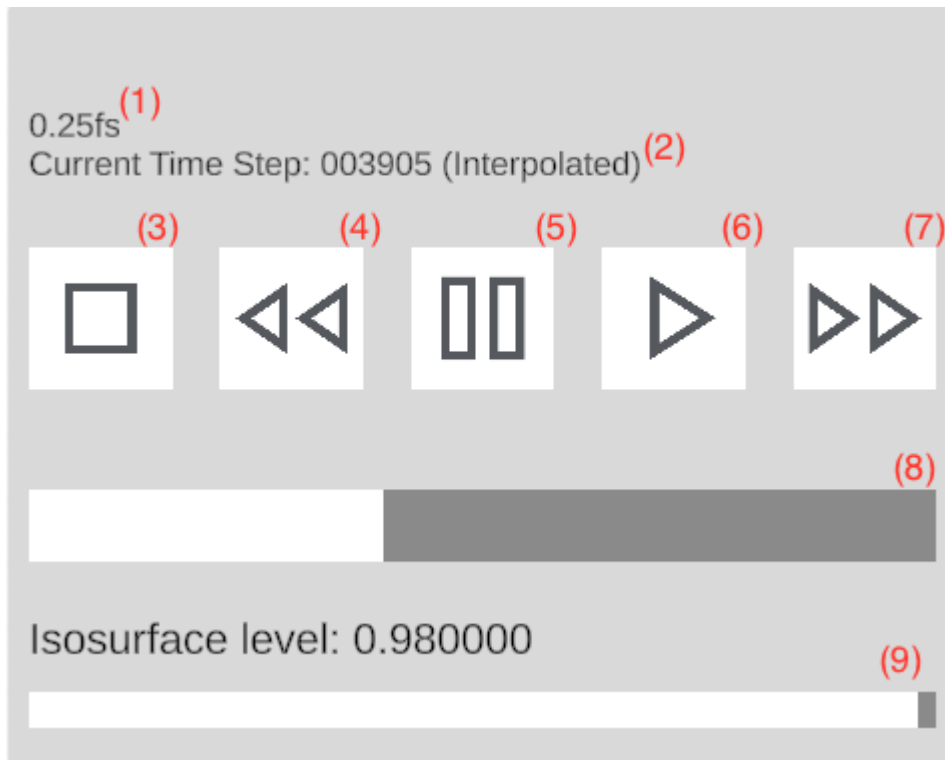 0.25fs(1)
Current Time Step: 003905 (Interpolated)(2)
(3) (4) (5) (6) (7)
(8)
Isosurface level: 0.980000
(9)